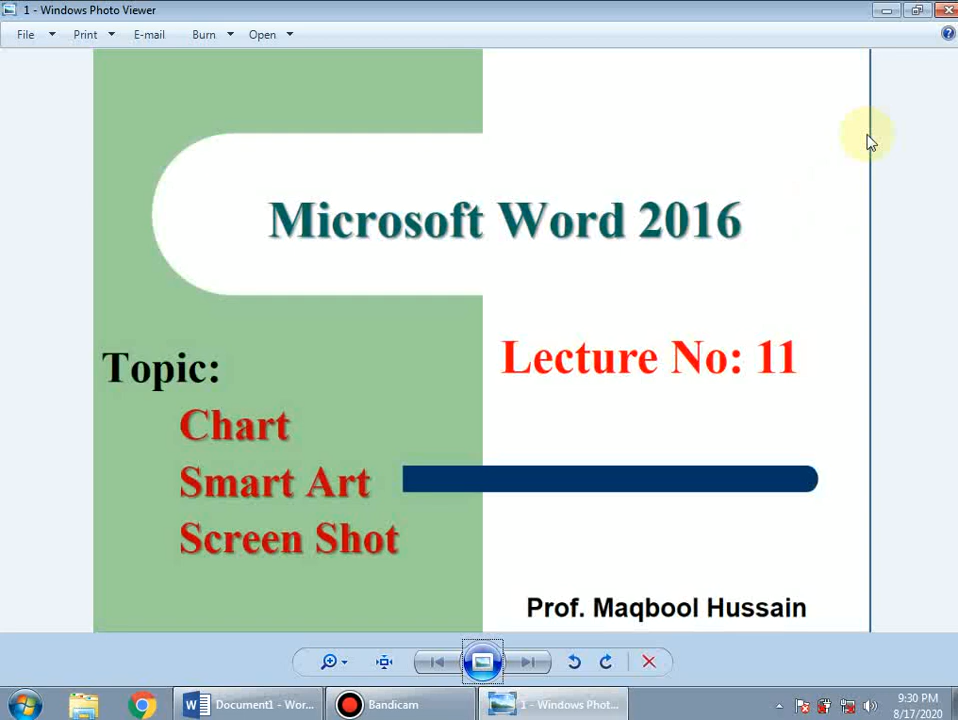 1 - Windows Photo Viewer
File Print E-mail Burn Open
Microsoft Word 2016
Lecture No: 11
Topic:
Chart
Smart Art
Screen Shot
Prof. Maqbool Hussain
Document1 - Wor... Bandicam 1 - Windows Phot...
9:30 PM
8/17/2020